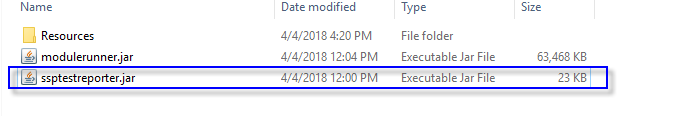 Name Date modified Type Size
Resources 4/4/2018 4:20 PM File folder
modulerunner.jar 4/4/2018 12:04 PM Executable Jar File 63,468 KB
ssptestreporter.jar 4/4/2018 12:00 PM Executable Jar File 23 KB